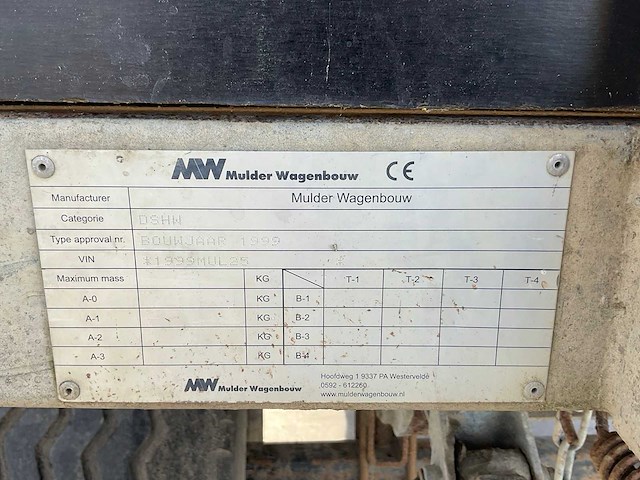 MW Mulder Wagenbouw CE
Manufacturer Mulder Wagenbouw
Categorie DSHW
Type approval nr. BOUWJAAR 1999
VIN *1999MUL25
Maximum mass KG T-1 T-2 T-3 T-4
A-0 KG B-1
A-1 KG B-2
A-2 KG B-3
A-3 KG B-4
MW Mulder Wagenbouw
Hoofdweg 1 9337 PA Westervelde
0592 - 612260
www.mulderwagenbouw.nl